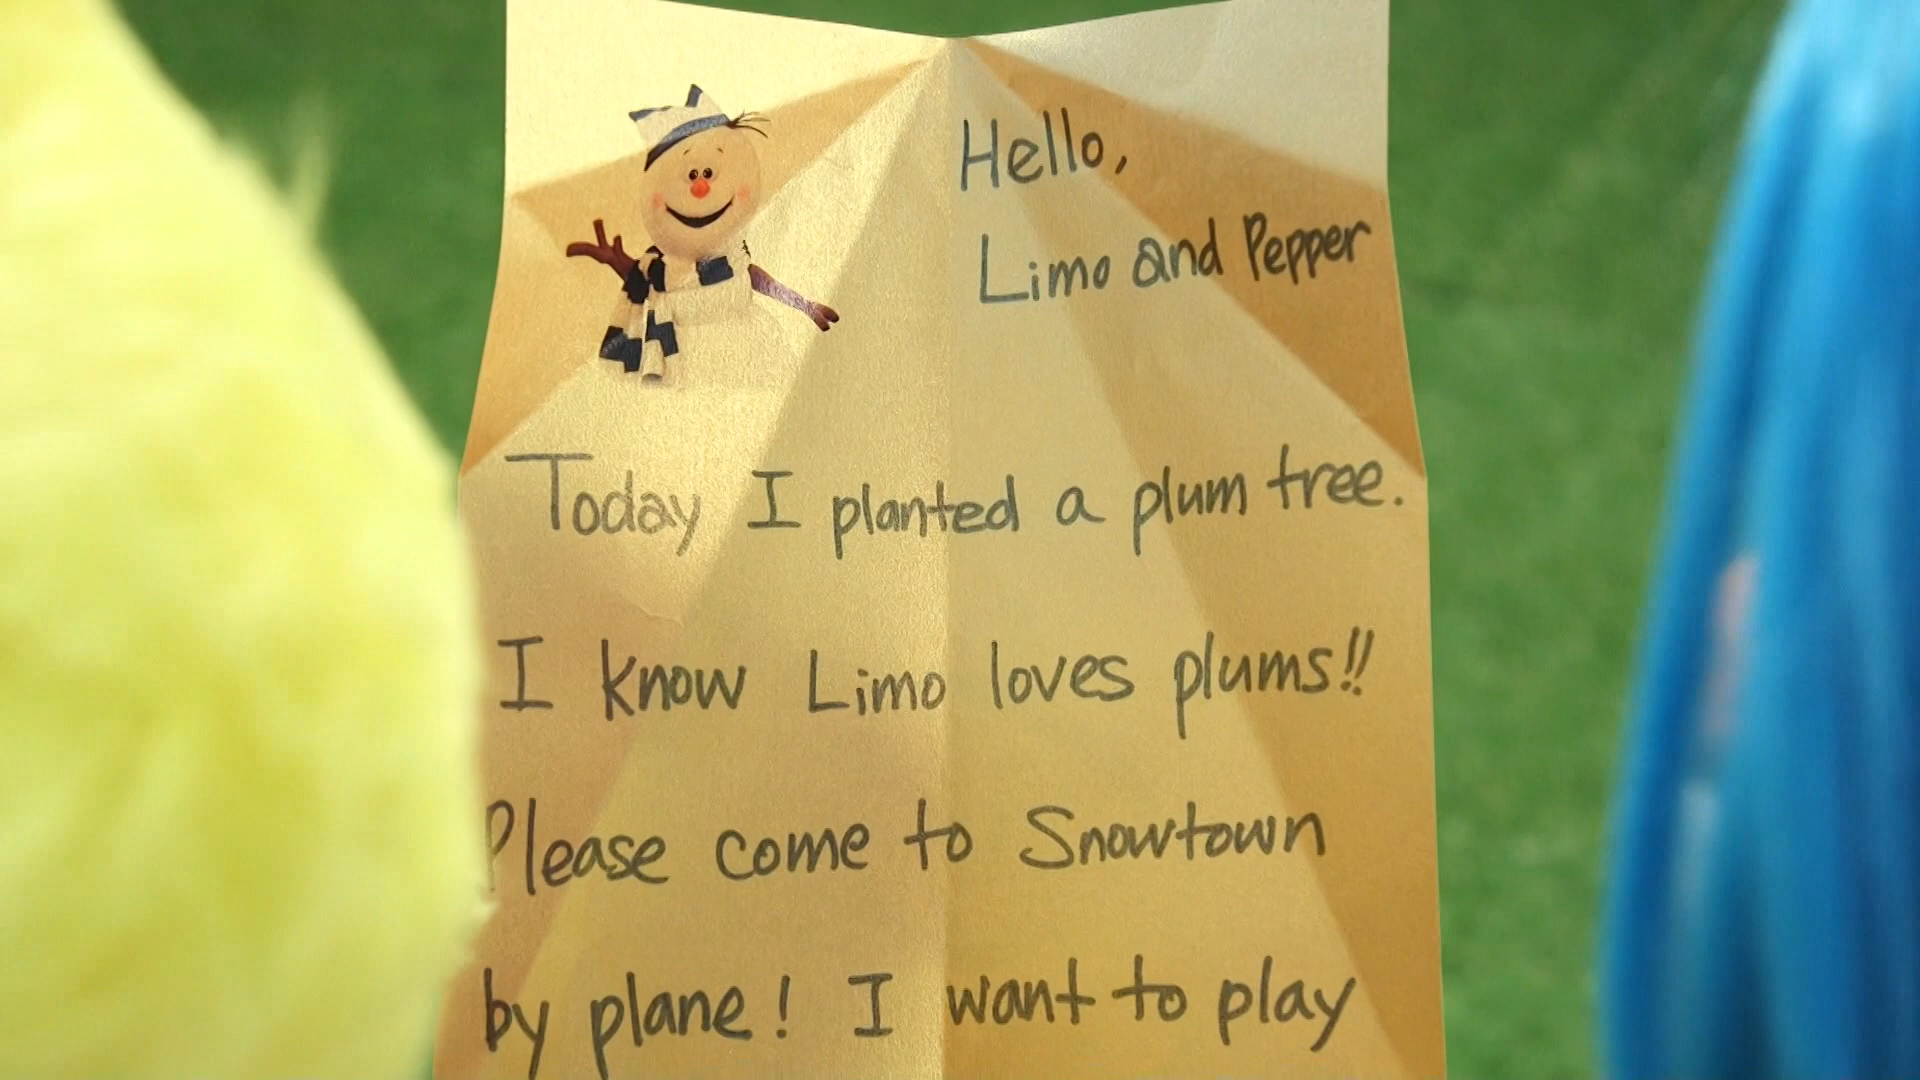 Hello,
Limo and Pepper
Today I planted a plum tree.
I know Limo loves plums!!
Please come to Snowtown
by plane! I want to play